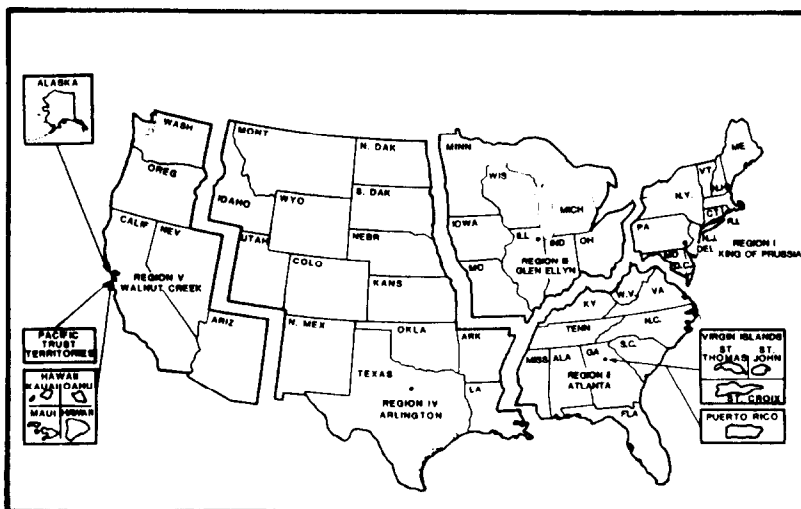 ALASKA
WASH
OREG
CALIF
NEV
REGION V
WALNUT CREEK
ARIZ
PACIFIC
TRUST
TERRITORIES
HAWAII
KAUAI
OAHU
MAUI
HAWAII
MONT
IDAHO
WYO
UTAH
COLO
N. DAK
S. DAK
NEBR
KANS
N. MEX
OKLA
TEXAS
ARK
LA
REGION IV
ARLINGTON
MINN
WIS
MICH
IOWA
ILL
IND
OH
MO
REGION III
GLEN ELLYN
ME
VT
N.H.
N.Y.
CT
R.I.
PA
N.J.
DEL
MD
D.C.
REGION I
KING OF PRUSSIA
KY
W.V.
VA
TENN
N.C.
S.C.
MISS
ALA
GA
FLA
REGION II
ATLANTA
VIRGIN ISLANDS
ST
THOMAS
ST.
JOHN
ST. CROIX
PUERTO RICO